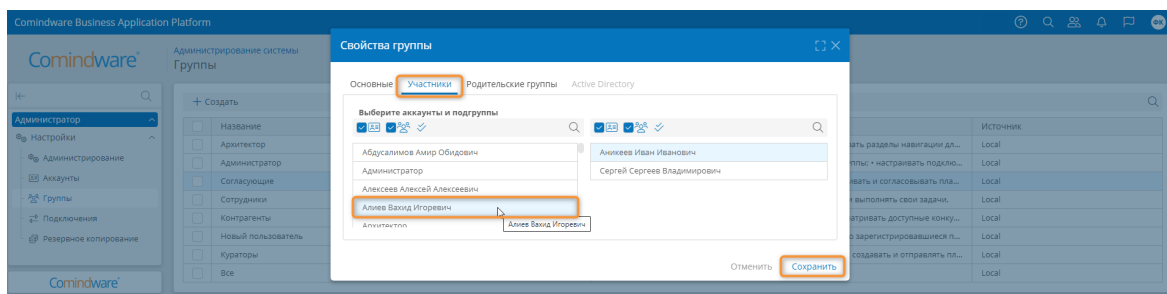 Comindware Business Application Platform
ФК
Comindware
Администрирование системы
Группы
Свойства группы
Основные Участники Родительские группы Active Directory
Выберите аккаунты и подгруппы
Абдусалимов Амир Обидович
Администратор
Алексеев Алексей Алексеевич
Алиев Вахид Игоревич
Архитектор
Алиев Вахид Игоревич
Аникеев Иван Иванович
Сергей Сергеев Владимирович
Отменить Сохранить
Администратор
Настройки
Администрирование
Аккаунты
Группы
Подключения
Резервное копирование
Comindware
+ Создать
Название Источник
Архитектор ать разделы навигации дл... Local
Администратор ппы: • настраивать подклю... Local
Согласующие ивать и согласовывать пла... Local
Сотрудники и выполнять свои задачи. Local
Контрагенты атривать доступные конку... Local
Новый пользователь о зарегистрировавшиеся п... Local
Кураторы создавать и отправлять пл... Local
Все Local